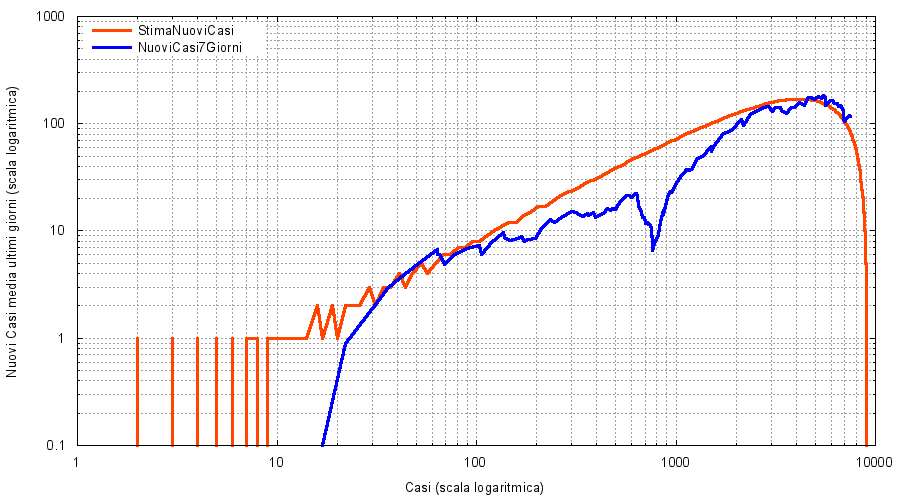 1000
100
10
1
0.1
Nuovi Casi media ultimi giorni (scala logaritmica)
StimaNuoviCasi
NuoviCasi7Giorni
1 10 100 1000 10000
Casi (scala logaritmica)